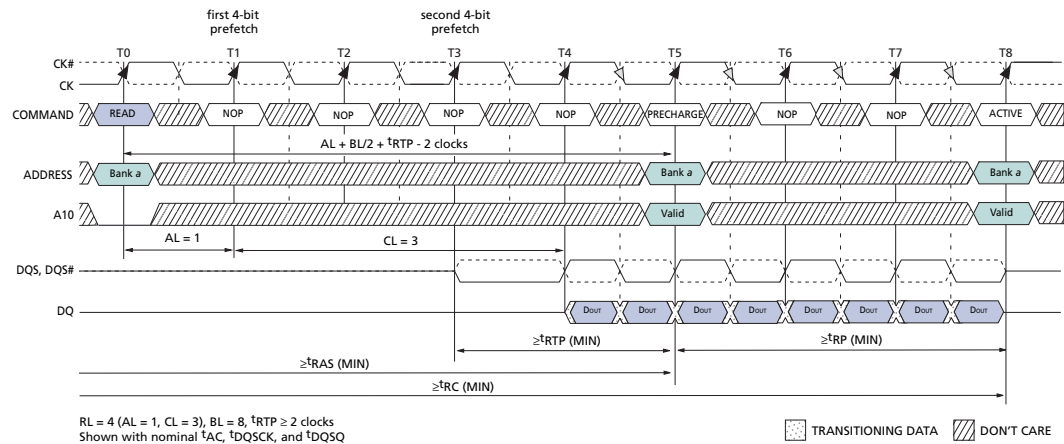 first 4-bit
prefetch
second 4-bit
prefetch
T0 T1 T2 T3 T4 T5 T6 T7 T8
CK#
CK
COMMAND READ NOP NOP NOP NOP PRECHARGE NOP NOP ACTIVE
AL + BL/2 + tRTP - 2 clocks
ADDRESS Bank a Bank a Bank a
A10 Valid Valid
AL = 1 CL = 3
DQS, DQS#
DQ DOUT DOUT DOUT DOUT DOUT DOUT DOUT DOUT
≥tRTP (MIN) ≥tRP (MIN)
≥tRAS (MIN)
≥tRC (MIN)
RL = 4 (AL = 1, CL = 3), BL = 8, tRTP ≥ 2 clocks
Shown with nominal tAC, tDQSCK, and tDQSQ
TRANSITIONING DATA DON'T CARE